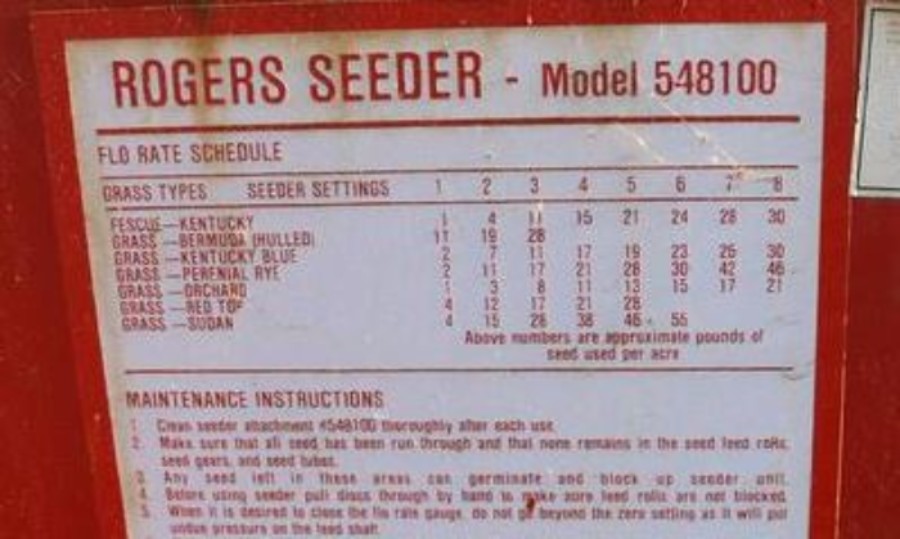 ROGERS SEEDER - Model 548100
FLO RATE SCHEDULE
GRASS TYPES SEEDER SETTINGS 1 2 3 4 5 6 7 8
FESCUE—KENTUCKY 1 4 11 15 21 24 28 30
GRASS —BERMUDA (HULLED) 11 19 28
GRASS —KENTUCKY BLUE 2 7 11 17 19 23 26 30
GRASS —PERENIAL RYE 2 11 17 21 28 30 42 46
GRASS —ORCHARD 1 3 8 11 13 15 17 21
GRASS —RED TOP 4 12 17 21 28
GRASS —SUDAN 4 15 26 38 46 55
Above numbers are approximate pounds of
seed used per acre
MAINTENANCE INSTRUCTIONS
1. Clean seeder attachment #548100 thoroughly after each use.
2. Make sure that all seed has been run through and that none remains in the seed feed rolls,
seed gears, and seed tubes.
3. Any seed left in these areas can germinate and block up seeder unit.
4. Before using seeder pull discs through by hand to make sure feed rolls are not blocked.
5. When it is desired to close the flo rate gauge, do not go beyond the zero setting as it will put
undue pressure on the feed shaft.